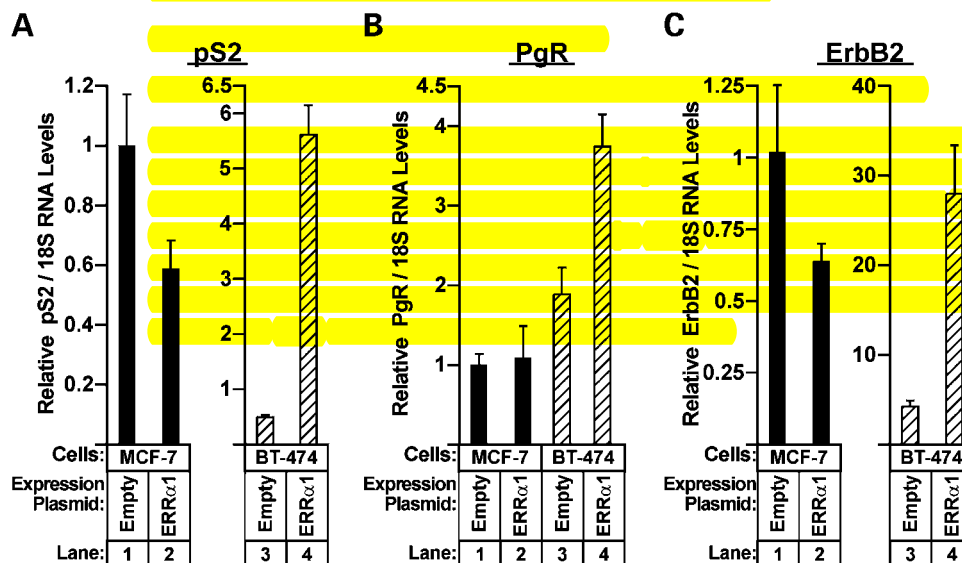 A
B
C
pS2
PgR
ErbB2
Relative pS2 / 18S RNA Levels
1.2
1
0.8
0.6
0.4
0.2
6.5
6
5
4
3
2
1
Relative PgR / 18S RNA Levels
4.5
4
3
2
1
Relative ErbB2 / 18S RNA Levels
1.25
1
0.75
0.5
0.25
40
30
20
10
Cells: MCF-7 BT-474
Expression Plasmid: Empty ERRα1 Empty ERRα1
Lane: 1 2 3 4
Cells: MCF-7 BT-474
Expression Plasmid: Empty ERRα1 Empty ERRα1
Lane: 1 2 3 4
Cells: MCF-7 BT-474
Expression Plasmid: Empty ERRα1 Empty ERRα1
Lane: 1 2 3 4